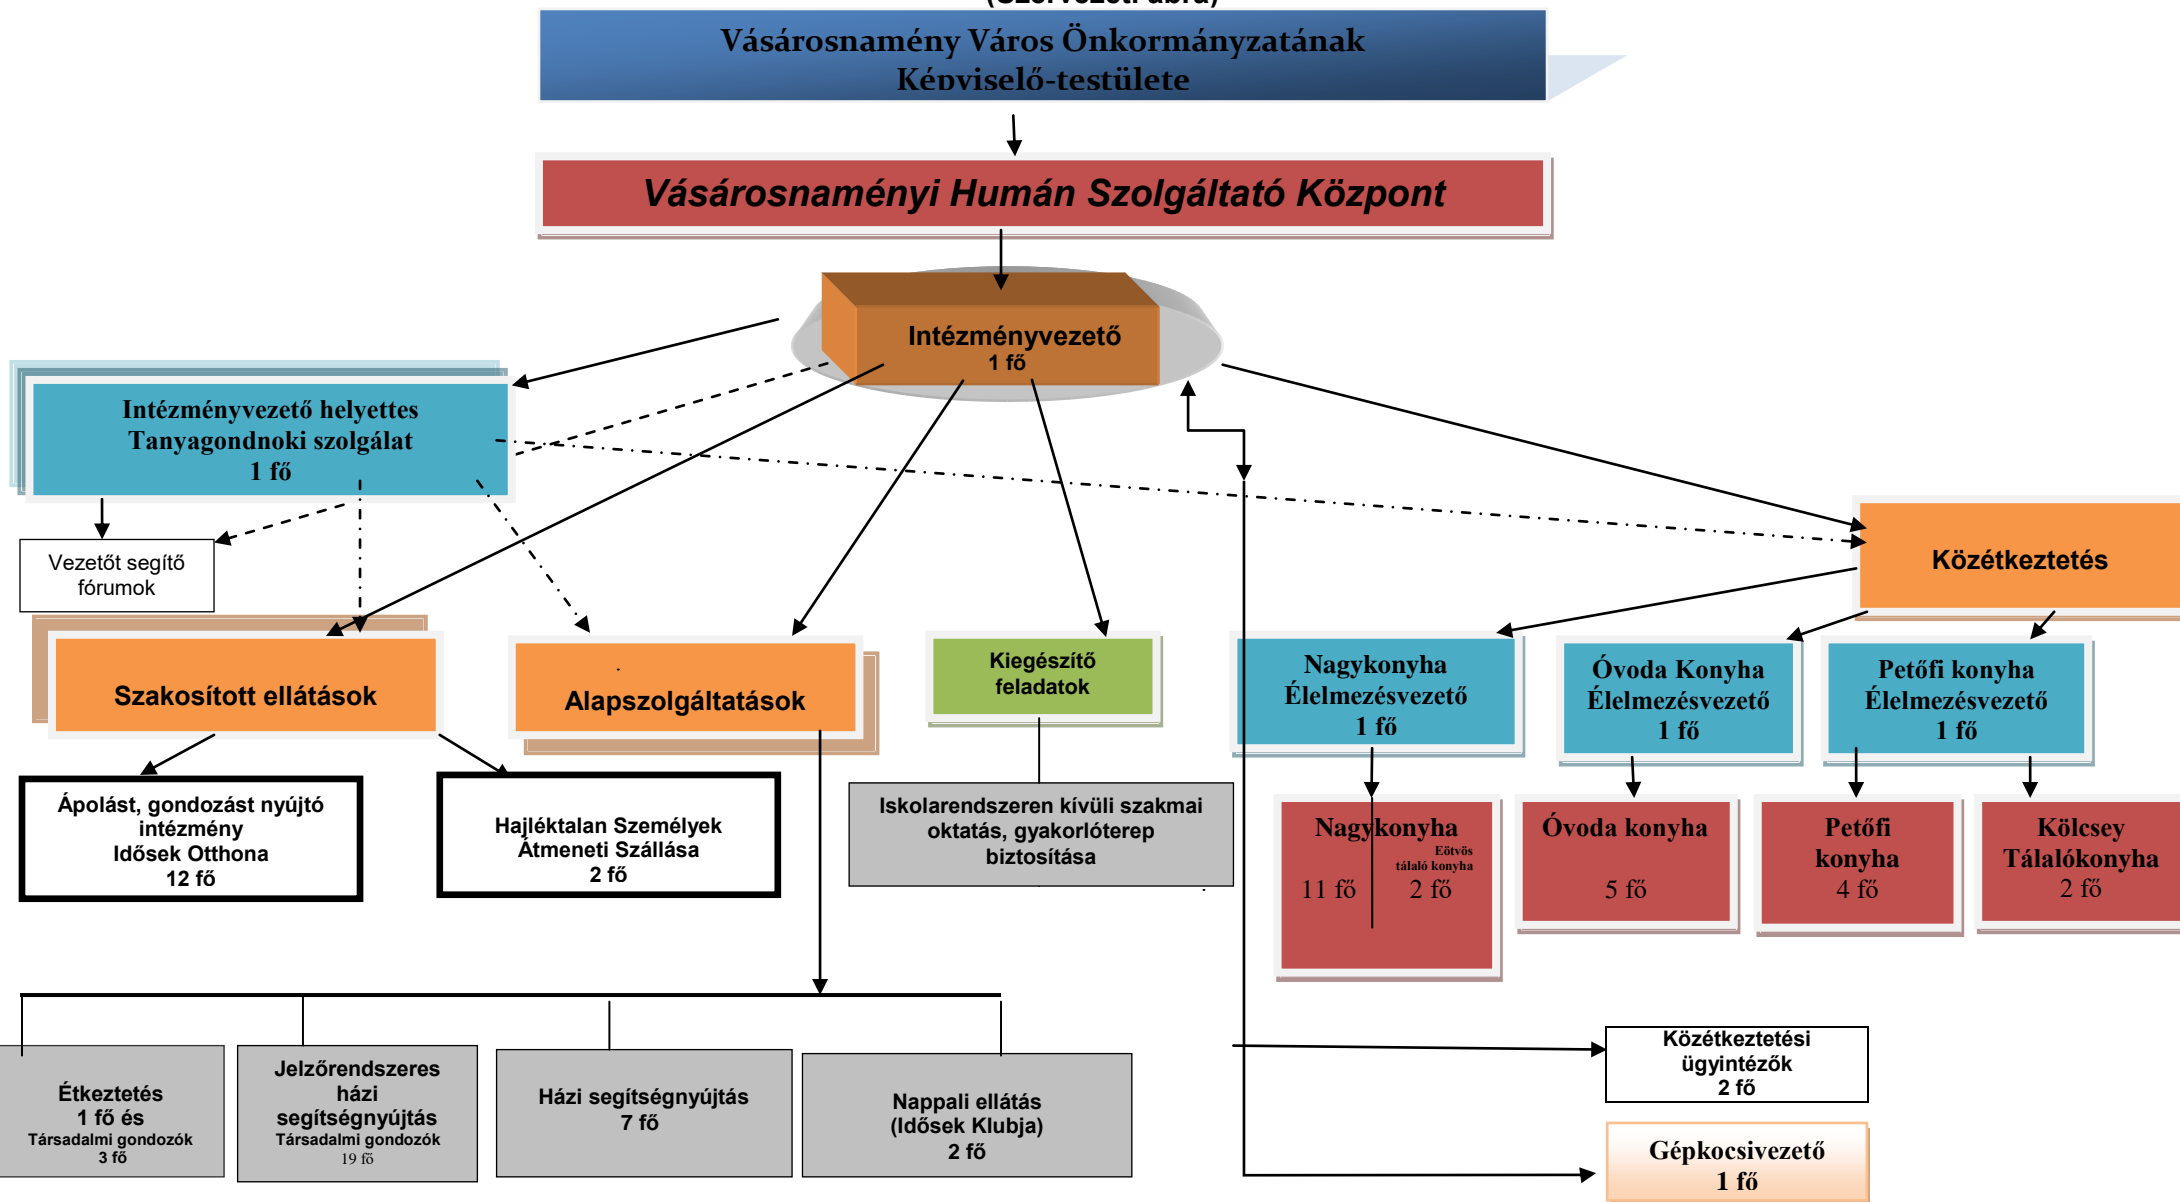 (Szervezeti ábra)
Vásárosnamény Város Önkormányzatának
Képviselő-testülete
Vásárosnaményi Humán Szolgáltató Központ
Intézményvezető
1 fő
Intézményvezető helyettes
Tanyagondnoki szolgálat
1 fő
Vezetőt segítő
fórumok
Közétkeztetés
Szakosított ellátások
Alapszolgáltatások
Kiegészítő
feladatok
Nagykonyha
Élelmezésvezető
1 fő
Óvoda Konyha
Élelmezésvezető
1 fő
Petőfi konyha
Élelmezésvezető
1 fő
Ápolást, gondozást nyújtó
intézmény
Idősek Otthona
12 fő
Hajléktalan Személyek
Átmeneti Szállása
2 fő
Iskolarendszeren kívüli szakmai
oktatás, gyakorlóterep
biztosítása
Nagykonyha
Eötvös
tálaló konyha
11 fő
2 fő
Óvoda konyha
5 fő
Petőfi
konyha
4 fő
Kölcsey
Tálalókonyha
2 fő
Étkeztetés
1 fő és
Társadalmi gondozók
3 fő
Jelzőrendszeres
házi
segítségnyújtás
Társadalmi gondozók
19 fő
Házi segítségnyújtás
7 fő
Nappali ellátás
(Idősek Klubja)
2 fő
Közétkeztetési
ügyintézők
2 fő
Gépkocsivezető
1 fő